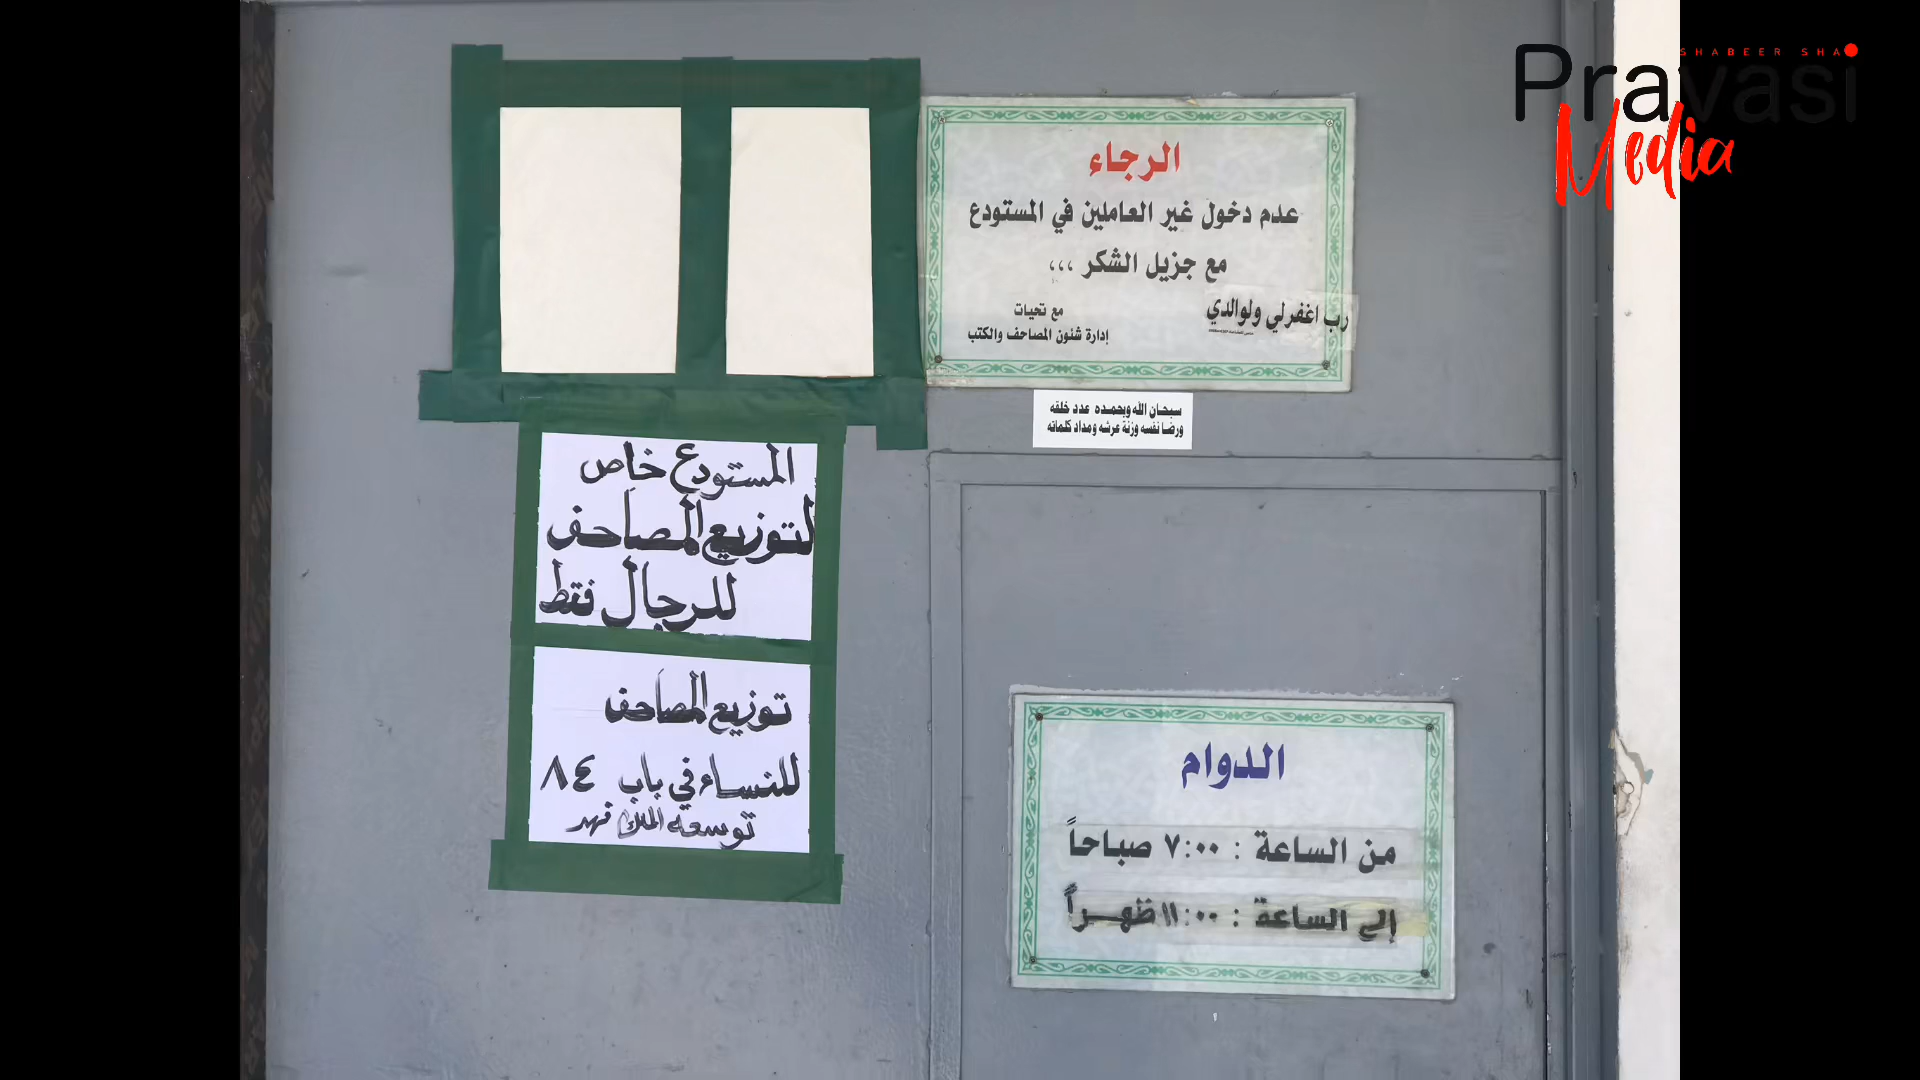 SHABEER SHA
Pravasi
Media
الرجاء
عدم دخول غير العاملين في المستودع
مع جزيل الشكر ،،،
رب اغفرلي ولوالدي
مع تحيات
إدارة شئون المصاحف والكتب
سبحان الله وبحمده عدد خلقه
ورضا نفسه وزنة عرشه ومداد كلماته
المستودع خاص
لتوزيع المصاحف
للرجال فقط
توزيع المصاحف
للنساء في باب ٨٤
توسعة الملك فهد
الدوام
من الساعة : ٧:٠٠ صباحاً
إلى الساعة : ١١:٠٠ ظهراً